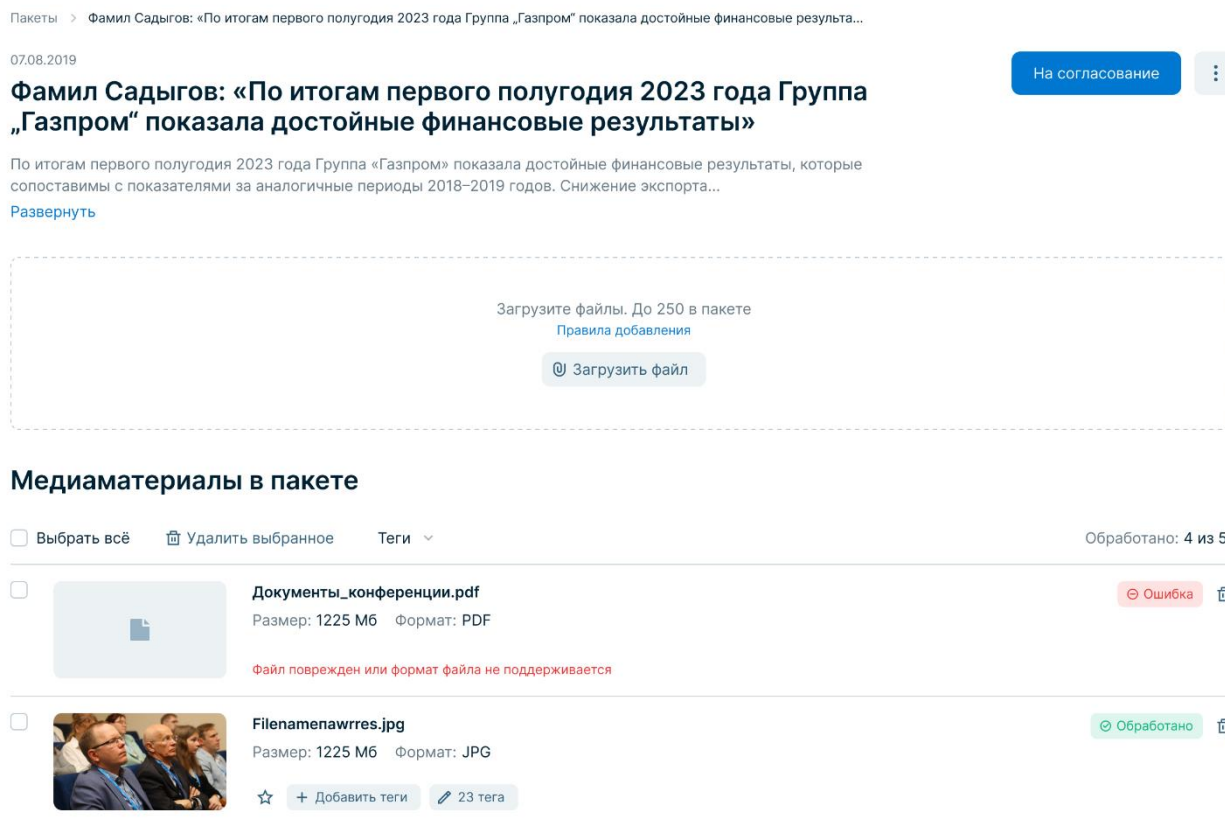 Пакеты > Фамил Садыгов: «По итогам первого полугодия 2023 года Группа „Газпром“ показала достойные финансовые результа...
07.08.2019
Фамил Садыгов: «По итогам первого полугодия 2023 года Группа
„Газпром“ показала достойные финансовые результаты»
На согласование
По итогам первого полугодия 2023 года Группа «Газпром» показала достойные финансовые результаты, которые
сопоставимы с показателями за аналогичные периоды 2018–2019 годов. Снижение экспорта...
Развернуть
Загрузите файлы. До 250 в пакете
Правила добавления
Загрузить файл
Медиаматериалы в пакете
Выбрать всё Удалить выбранное Теги Обработано: 4 из 5
Документы_конференции.pdf Ошибка
Размер: 1225 Мб Формат: PDF
Файл поврежден или формат файла не поддерживается
Filenamenawrres.jpg Обработано
Размер: 1225 Мб Формат: JPG
+ Добавить теги 23 тега